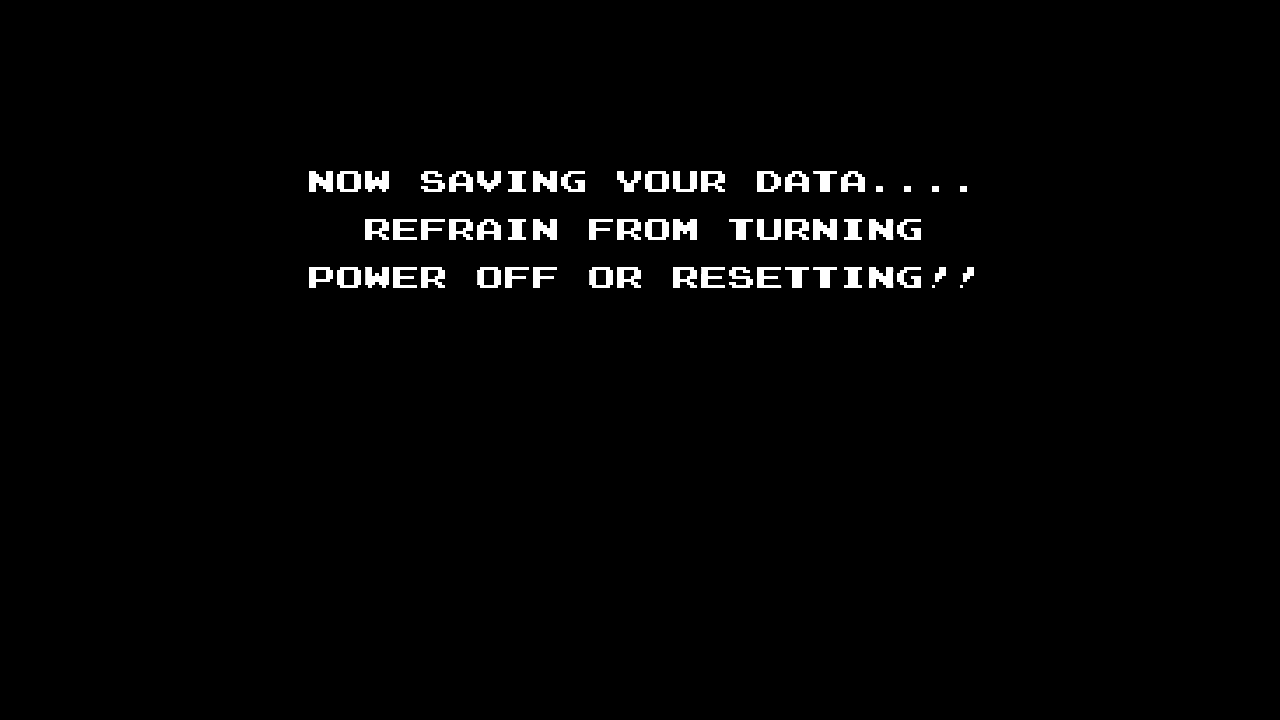 NOW SAVING YOUR DATA....
REFRAIN FROM TURNING
POWER OFF OR RESETTING!!